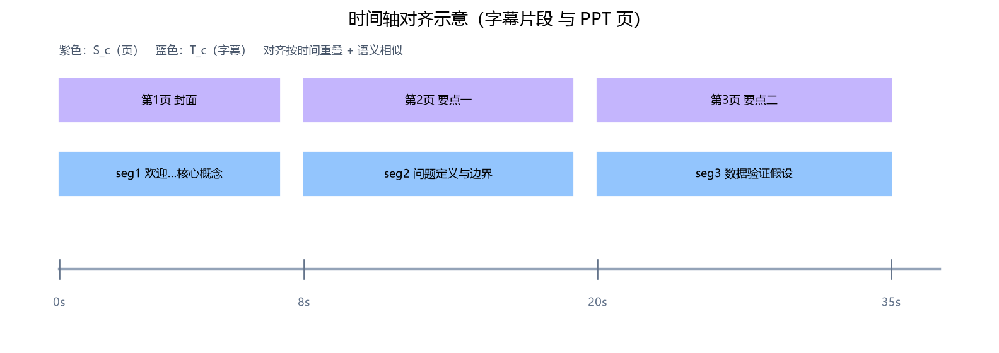 时间轴对齐示意（字幕片段 与 PPT 页）
紫色：S_c（页） 蓝色：T_c（字幕） 对齐按时间重叠 + 语义相似
第1页 封面
第2页 要点一
第3页 要点二
seg1 欢迎...核心概念
seg2 问题定义与边界
seg3 数据验证假设
0s
8s
20s
35s